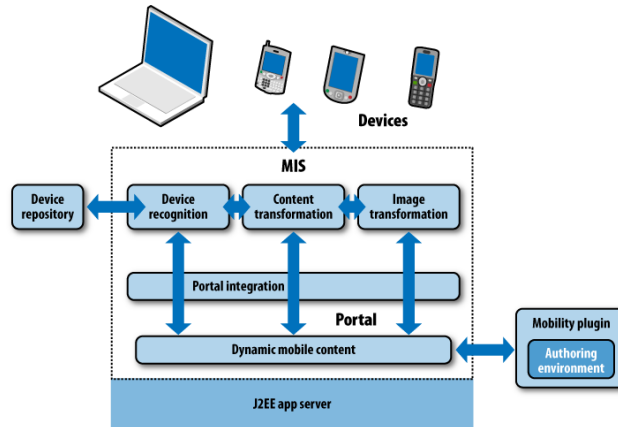 Devices
MIS
Device
repository
Device
recognition
Content
transformation
Image
transformation
Portal integration
Portal
Dynamic mobile content
Mobility plugin
Authoring
environment
J2EE app server